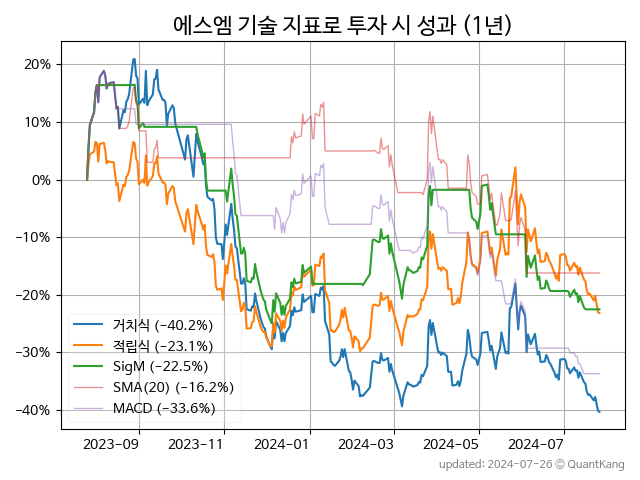 에스엠 기술 지표로 투자 시 성과 (1년)
20%
10%
0%
−10%
−20%
−30%
−40%
거치식 (−40.2%)
적립식 (−23.1%)
SigM (−22.5%)
SMA(20) (−16.2%)
MACD (−33.6%)
2023−09 2023−11 2024−01 2024−03 2024−05 2024−07
updated: 2024−07−26 © QuantKang